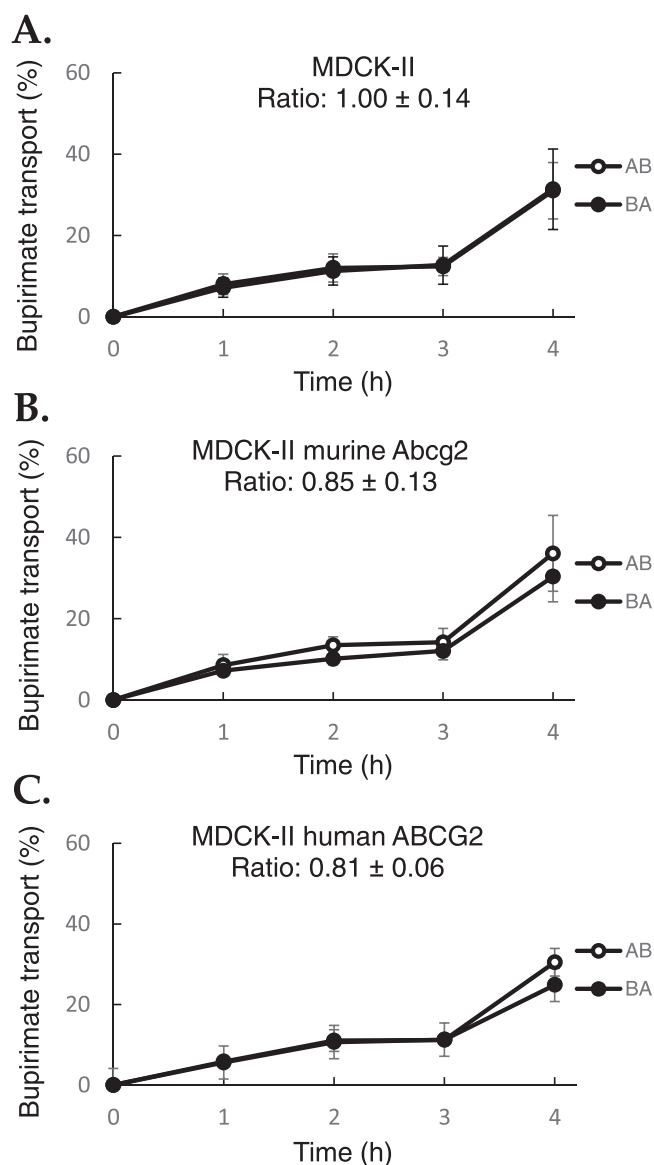 A.
MDCK-II
Ratio: 1.00 ± 0.14
Bupirimate transport (%)
60
40
20
0
AB
BA
0 1 2 3 4
Time (h)
B.
MDCK-II murine Abcg2
Ratio: 0.85 ± 0.13
Bupirimate transport (%)
60
40
20
0
AB
BA
0 1 2 3 4
Time (h)
C.
MDCK-II human ABCG2
Ratio: 0.81 ± 0.06
Bupirimate transport (%)
60
40
20
0
AB
BA
0 1 2 3 4
Time (h)